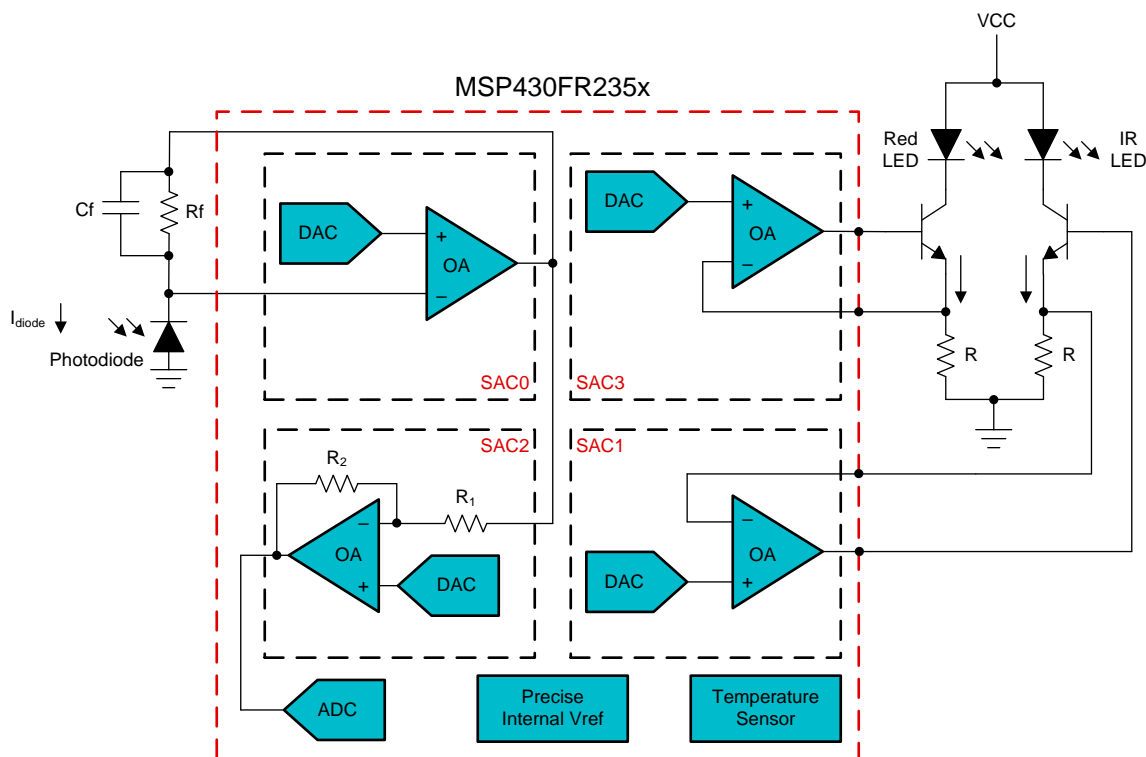 VCC
MSP430FR235x
Red
LED
IR
LED
Cf
Rf
DAC
+
OA
−
DAC
+
OA
−
I diode
Photodiode
R
R
SAC0
SAC3
SAC2
SAC1
R2
R1
−
OA
+
DAC
−
OA
DAC
+
ADC
Precise
Internal Vref
Temperature
Sensor